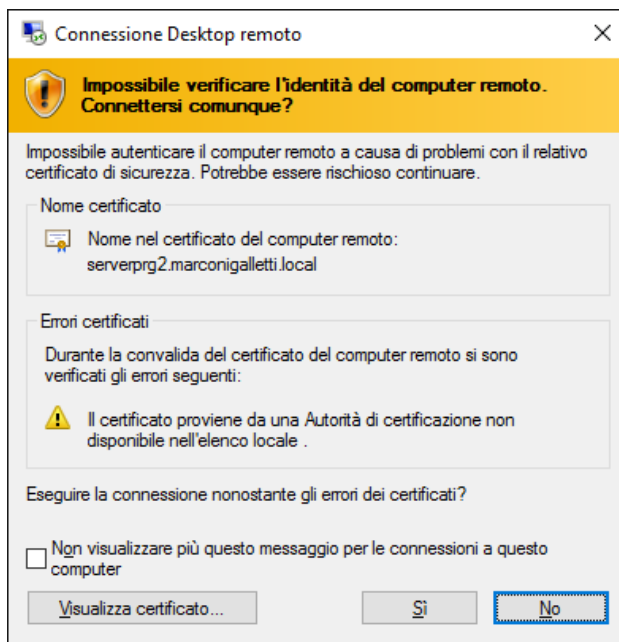 Connessione Desktop remoto
Impossibile verificare l'identità del computer remoto.
Connettersi comunque?
Impossibile autenticare il computer remoto a causa di problemi con il relativo
certificato di sicurezza. Potrebbe essere rischioso continuare.
Nome certificato
Nome nel certificato del computer remoto:
serverprg2.marconigalletti.local
Errori certificati
Durante la convalida del certificato del computer remoto si sono
verificati gli errori seguenti:
Il certificato proviene da una Autorità di certificazione non
disponibile nell'elenco locale .
Eseguire la connessione nonostante gli errori dei certificati?
Non visualizzare più questo messaggio per le connessioni a questo
computer
Visualizza certificato...
Sì
No